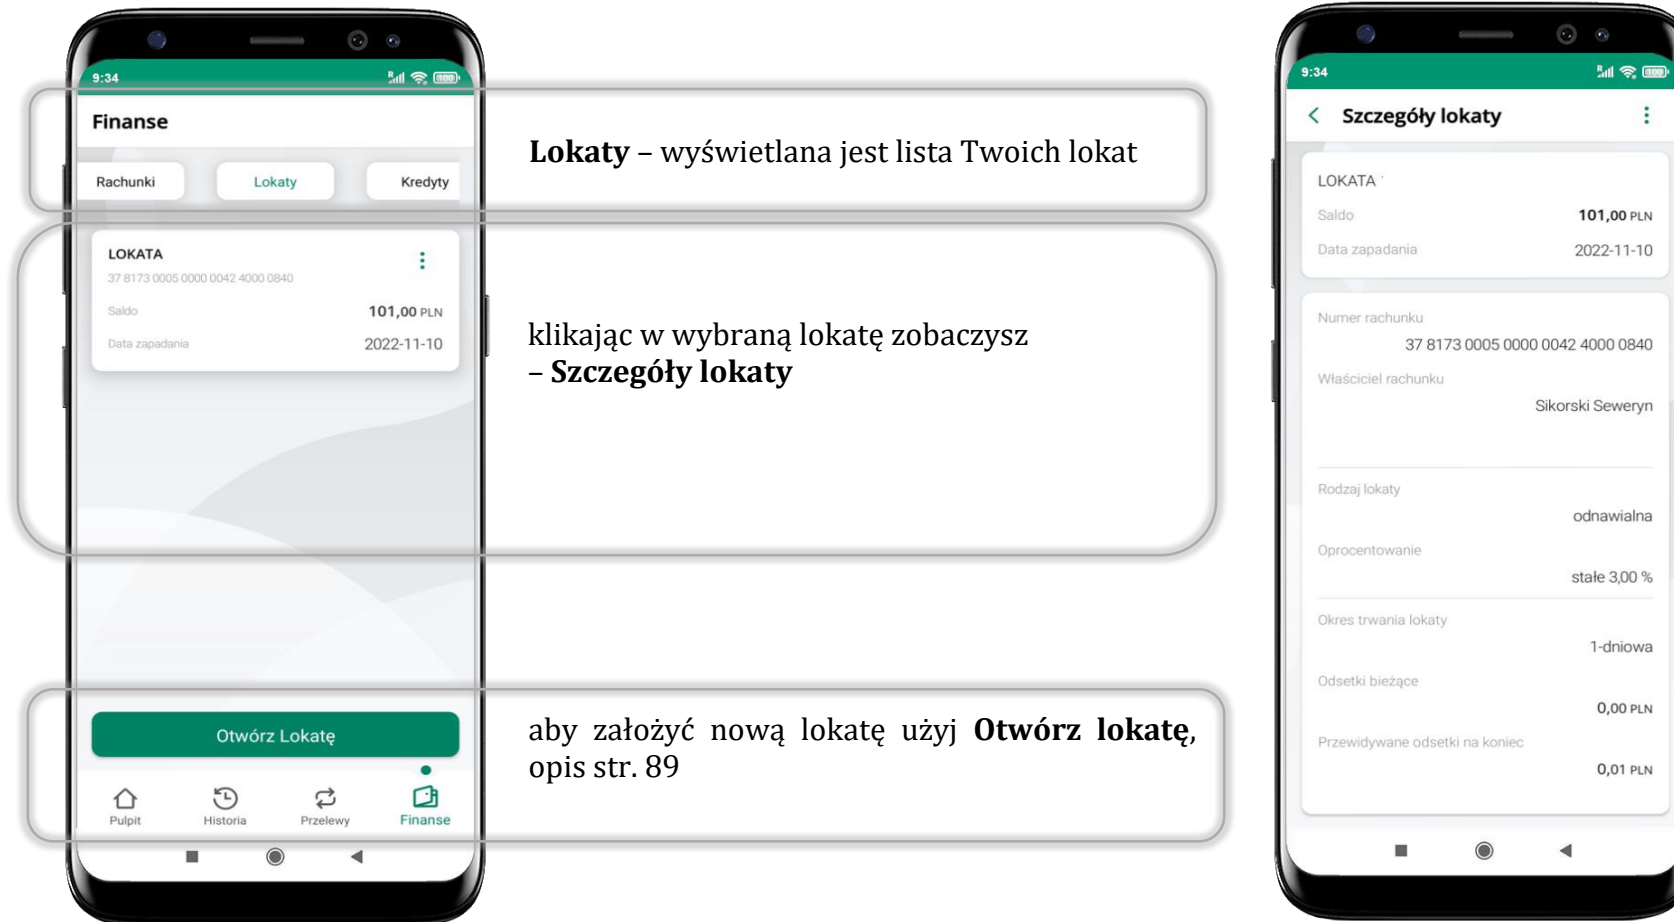 9:34
Finanse
Rachunki Lokaty Kredyty
LOKATA
37 8173 0005 0000 0042 4000 0840
Saldo 101,00 PLN
Data zapadania 2022-11-10
Otwórz Lokatę
Pulpit Historia Przelewy Finanse
Lokaty – wyświetlana jest lista Twoich lokat
klikając w wybraną lokatę zobaczysz
– Szczegóły lokaty
aby założyć nową lokatę użyj Otwórz lokatę,
opis str. 89
9:34
Szczegóły lokaty
LOKATA
Saldo 101,00 PLN
Data zapadania 2022-11-10
Numer rachunku
37 8173 0005 0000 0042 4000 0840
Właściciel rachunku
Sikorski Seweryn
Rodzaj lokaty
odnawialna
Oprocentowanie
stałe 3,00 %
Okres trwania lokaty
1-dniowa
Odsetki bieżące
0,00 PLN
Przewidywane odsetki na koniec
0,01 PLN